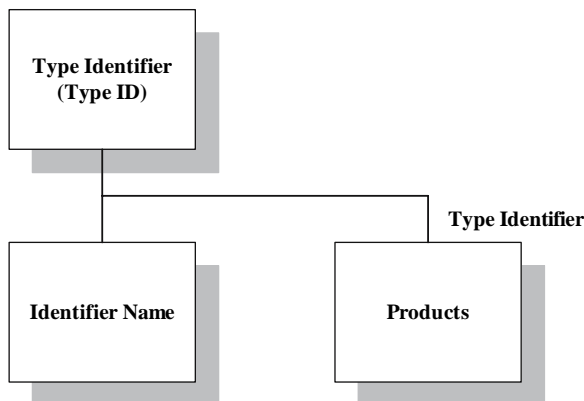 Type Identifier
(Type ID)
Type Identifier
Identifier Name
Products